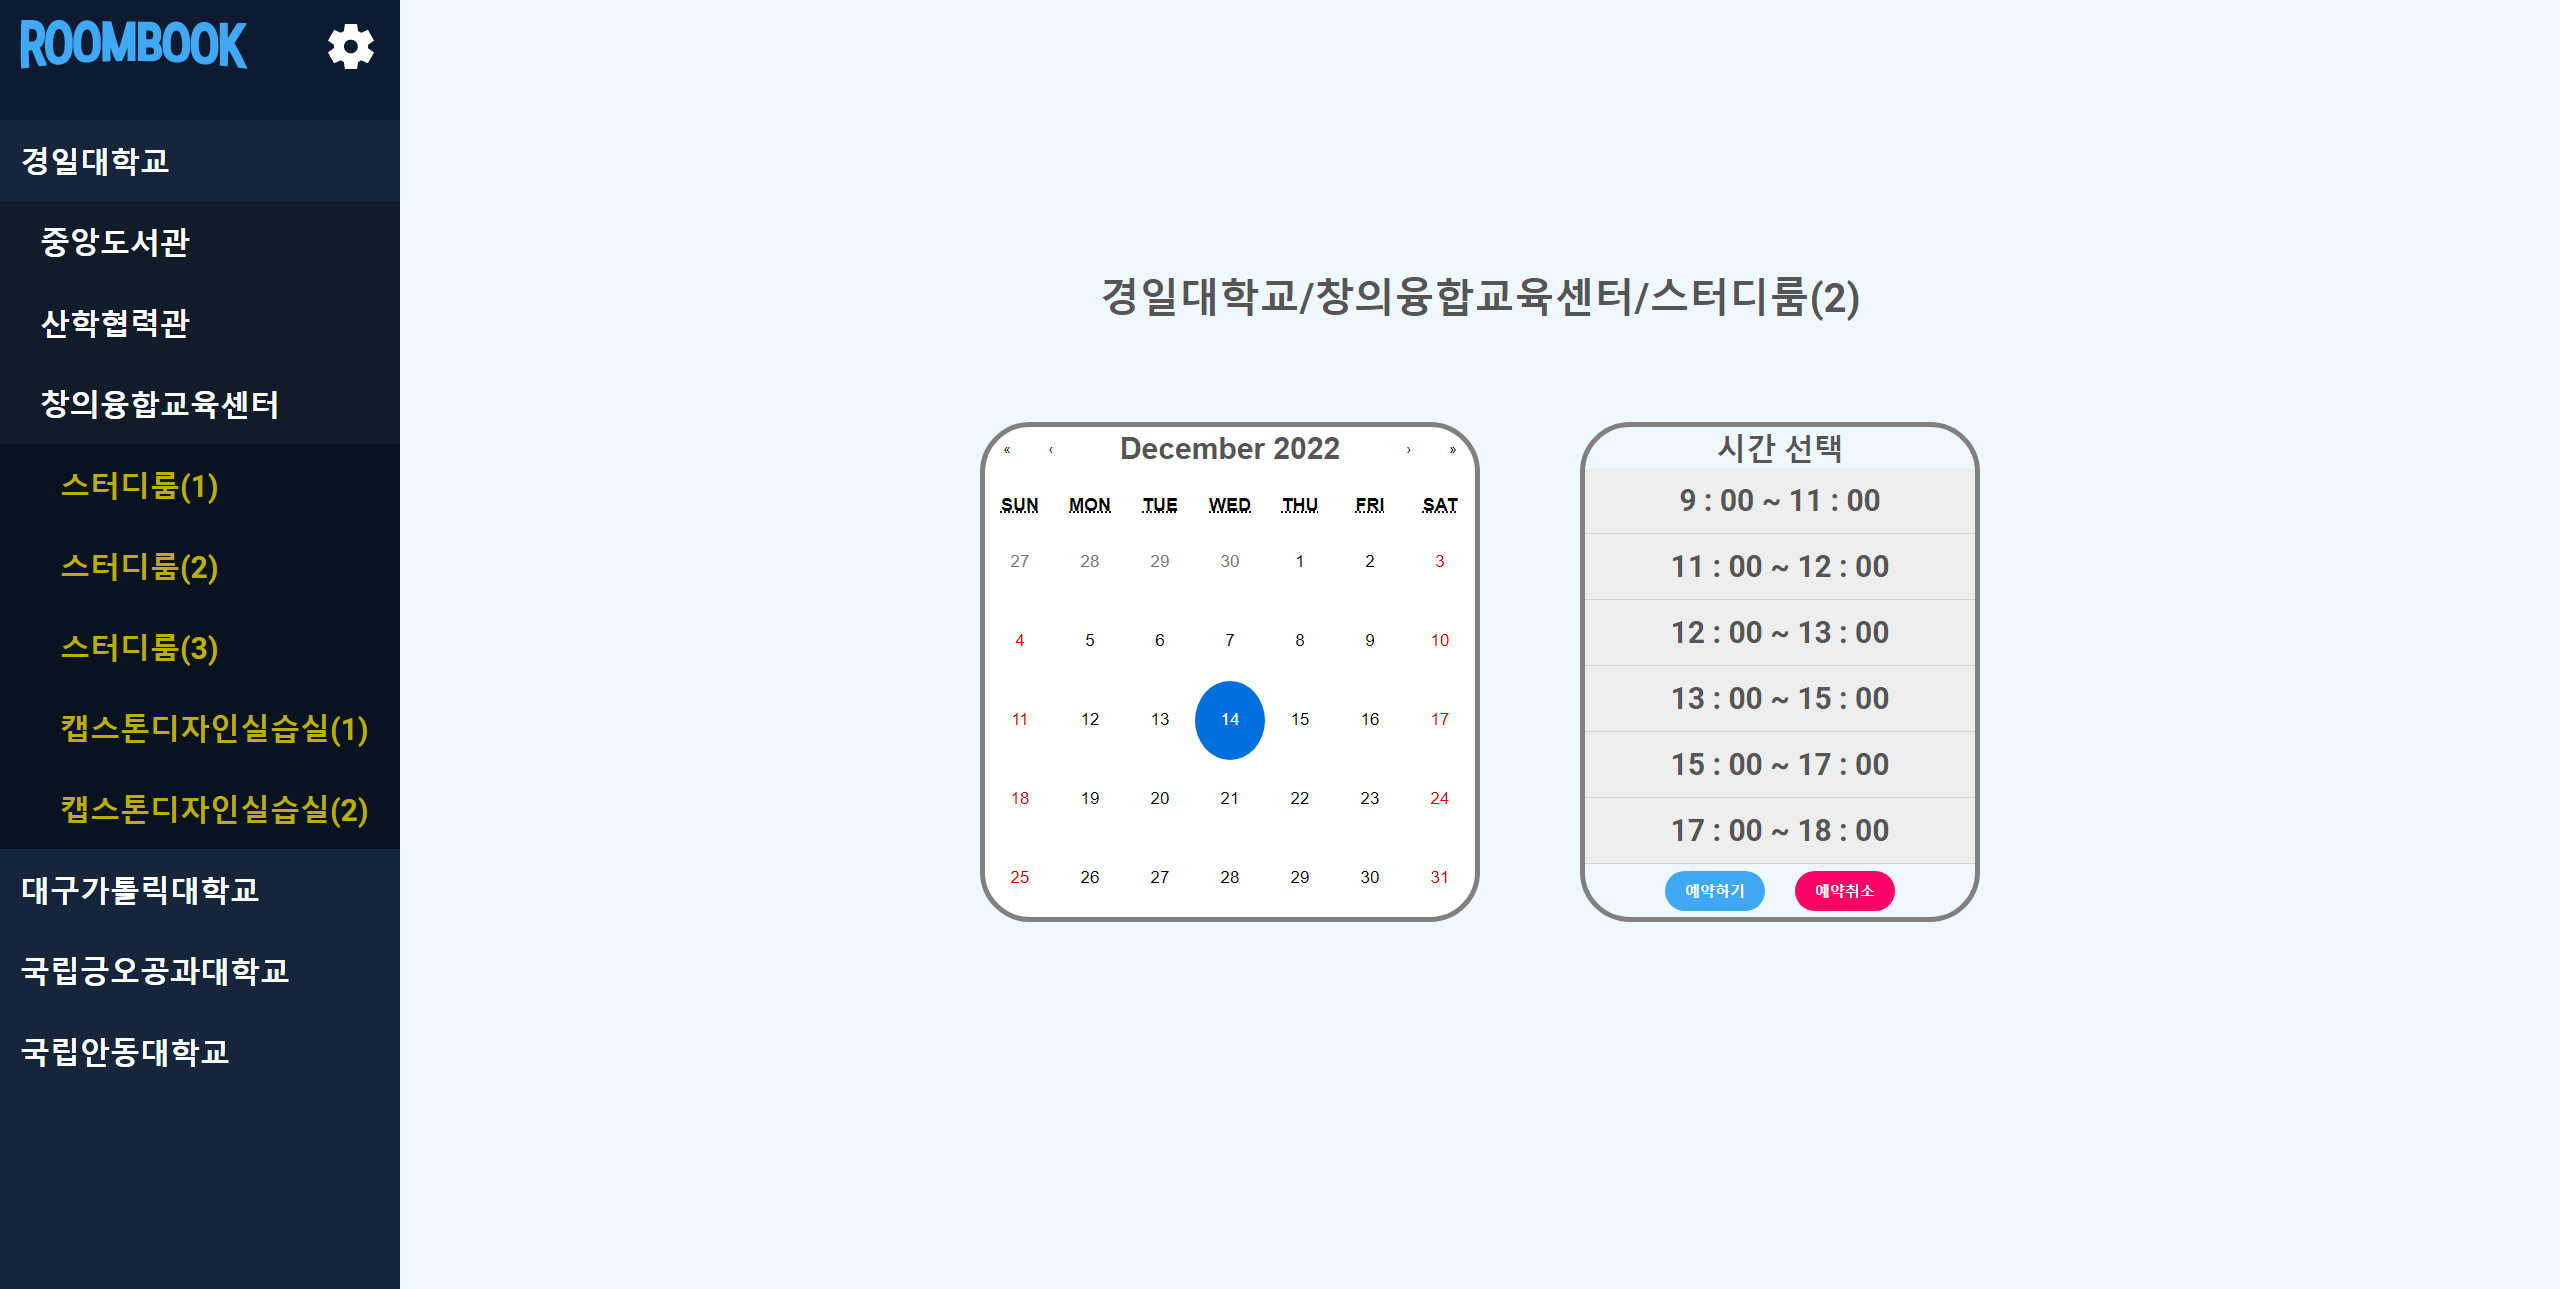 ROOMBOOK
경일대학교
중앙도서관
산학협력관
창의융합교육센터
스터디룸(1)
스터디룸(2)
스터디룸(3)
캡스톤디자인실습실(1)
캡스톤디자인실습실(2)
대구가톨릭대학교
국립금오공과대학교
국립안동대학교
경일대학교/창의융합교육센터/스터디룸(2)
« ‹ December 2022 › »
SUN MON TUE WED THU FRI SAT
27 28 29 30 1 2 3
4 5 6 7 8 9 10
11 12 13 14 15 16 17
18 19 20 21 22 23 24
25 26 27 28 29 30 31
시간 선택
9 : 00 ~ 11 : 00
11 : 00 ~ 12 : 00
12 : 00 ~ 13 : 00
13 : 00 ~ 15 : 00
15 : 00 ~ 17 : 00
17 : 00 ~ 18 : 00
예약하기 예약취소